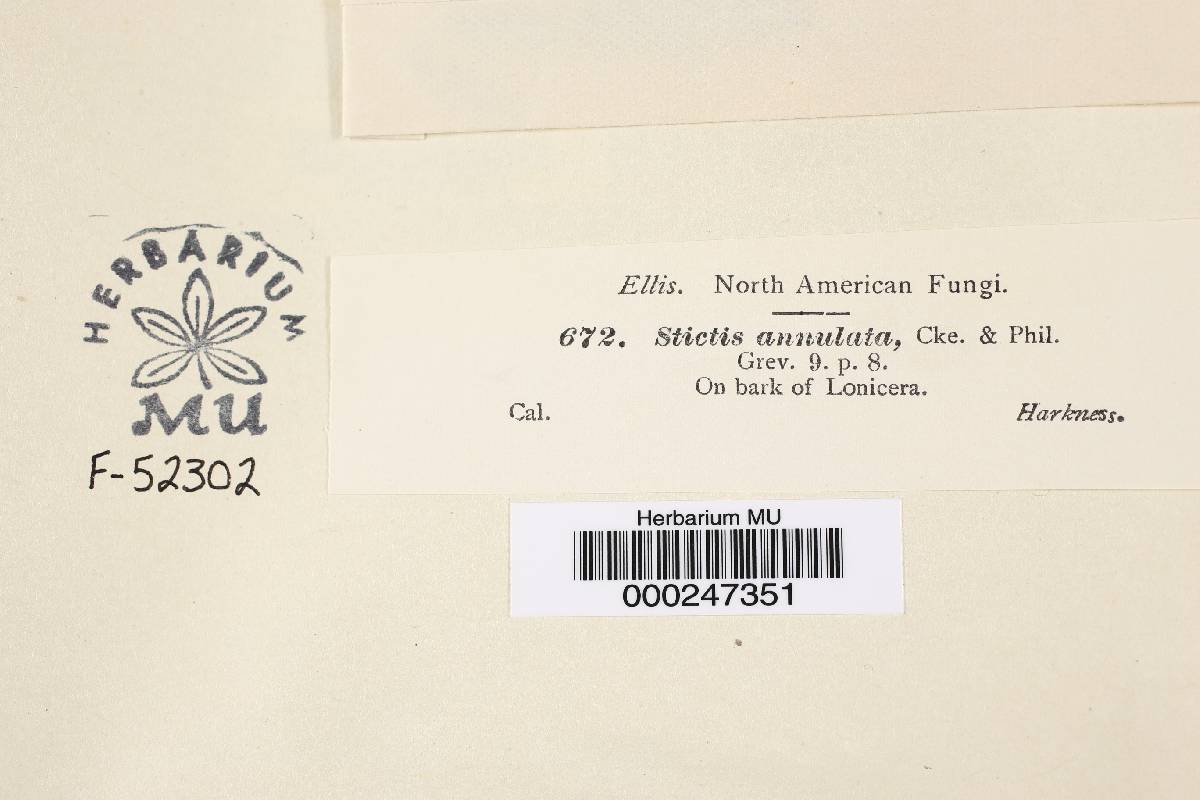 HERBARIUM
MU
F-52302
Ellis. North American Fungi.
672. Stictis annulata, Cke. & Phil.
Grev. 9. p. 8.
On bark of Lonicera.
Cal. Harkness.
Herbarium MU
000247351